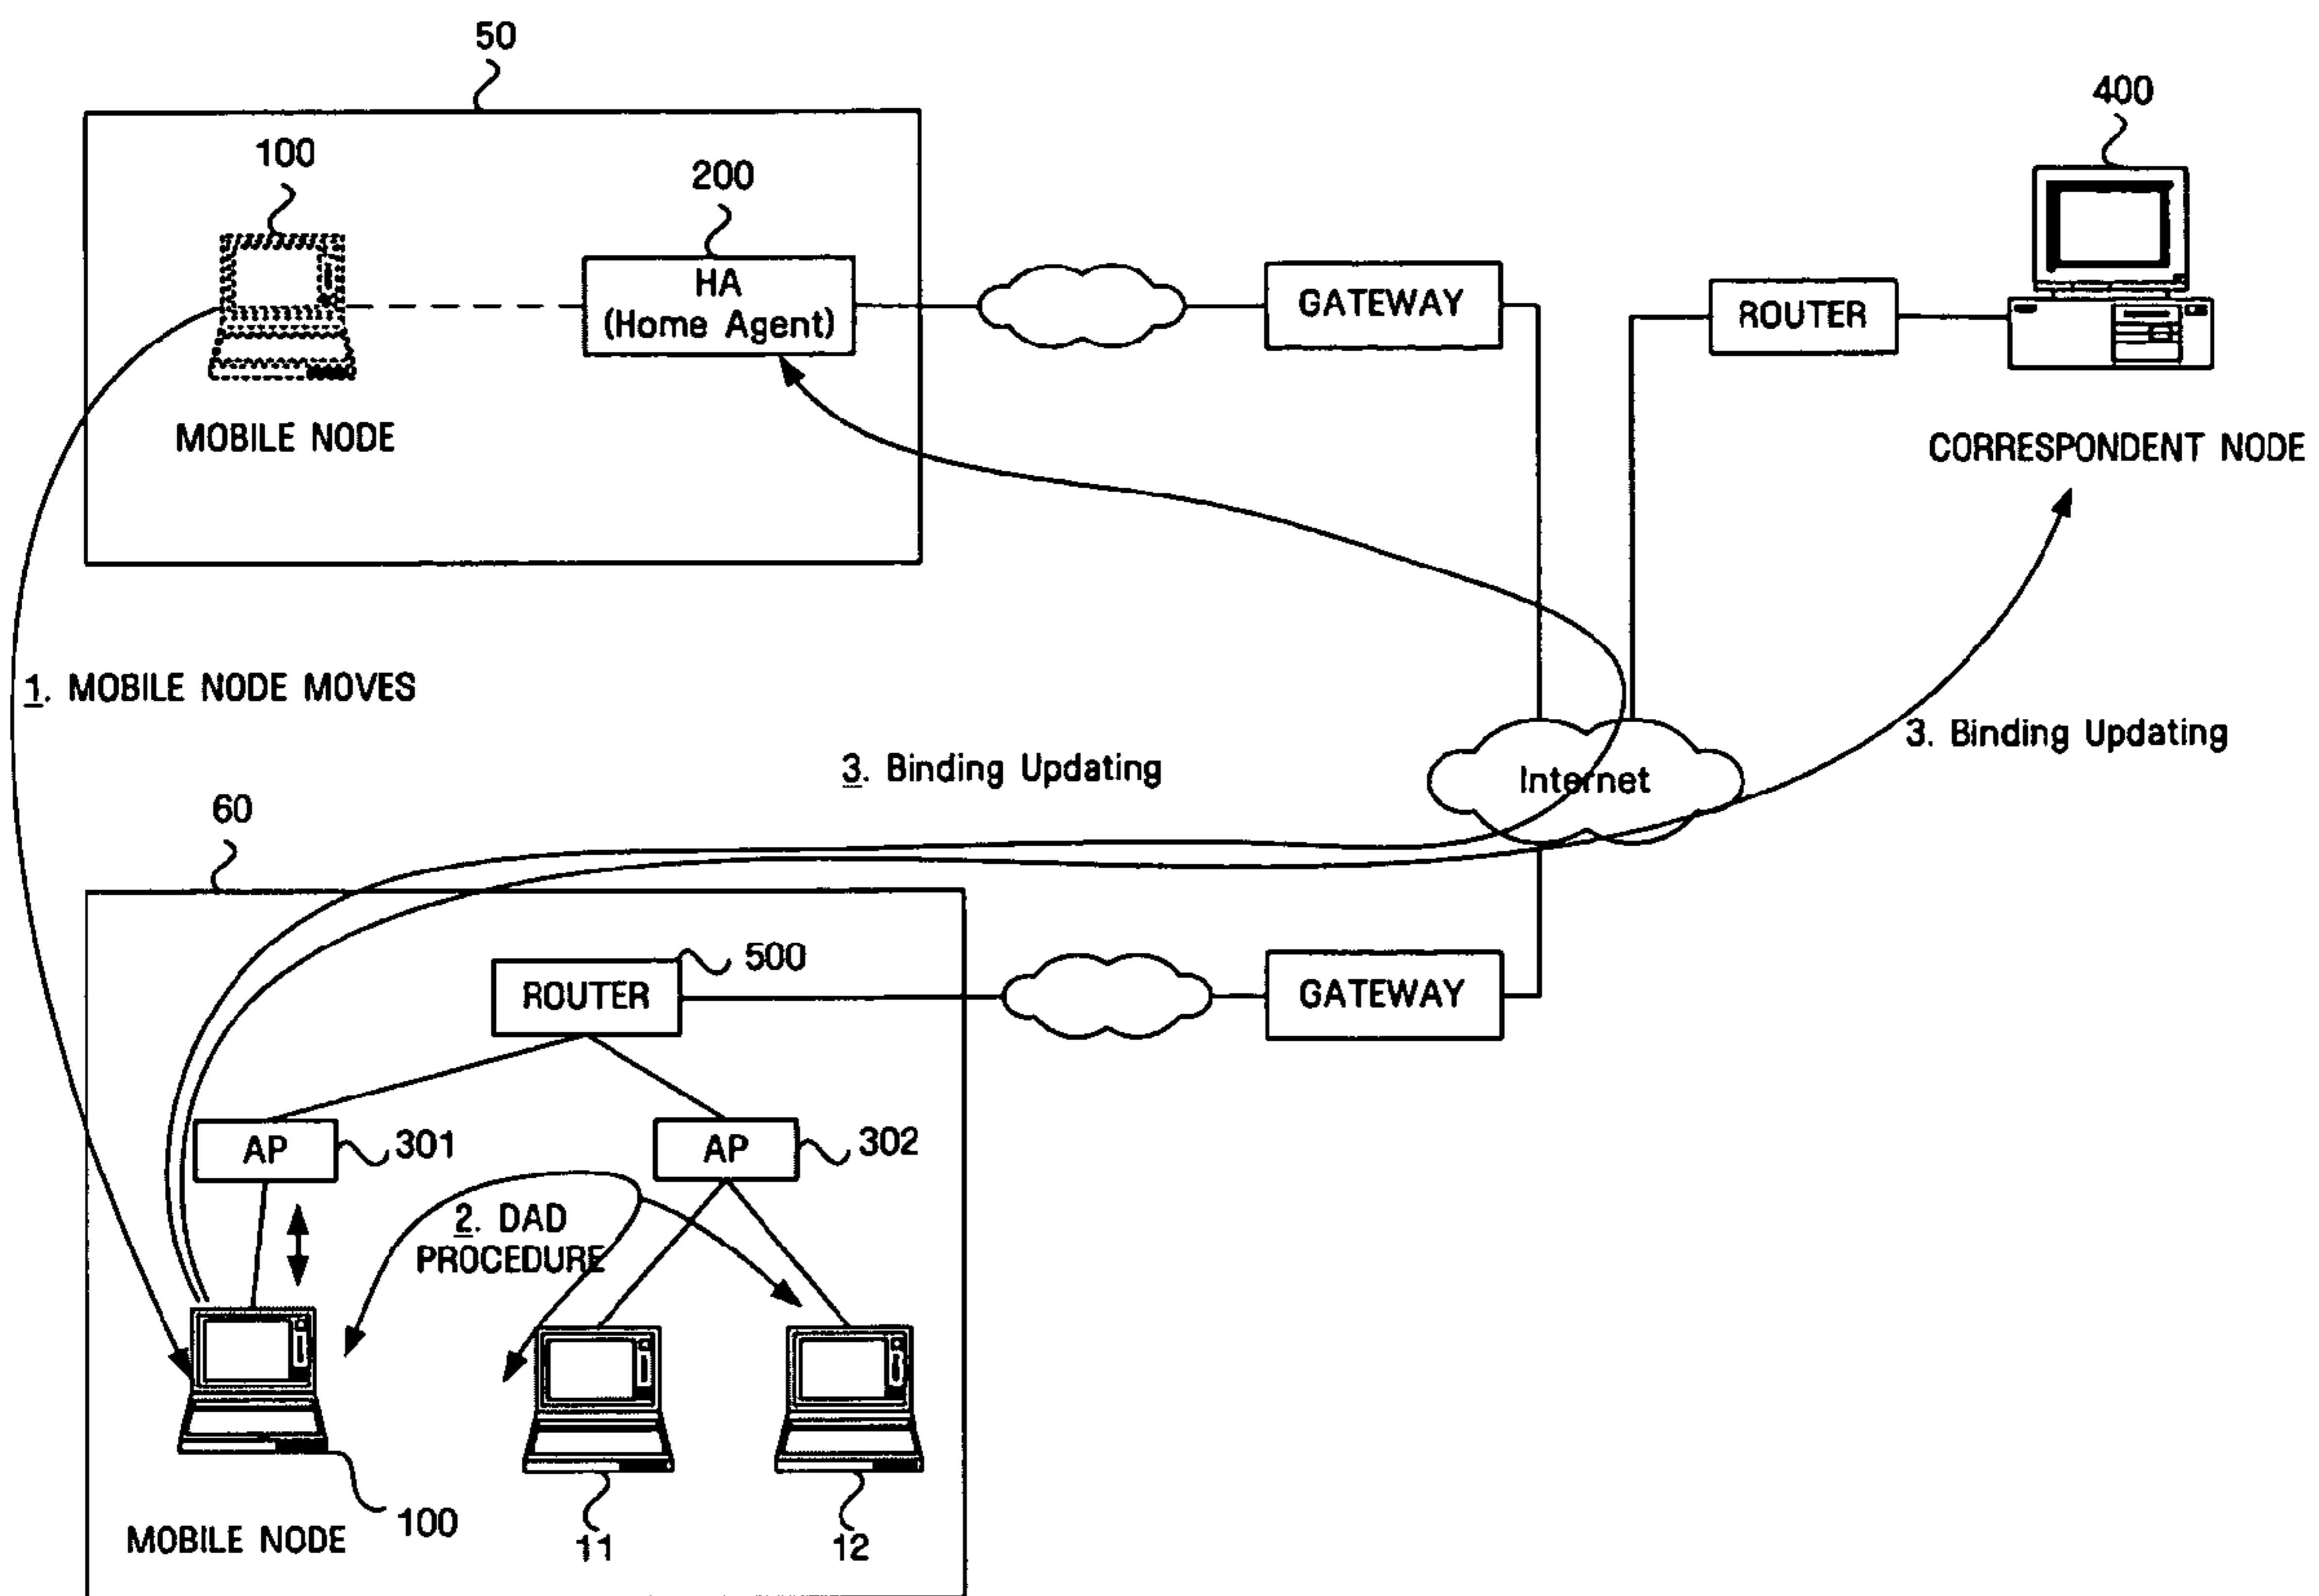 50
400
100
200
HA
(Home Agent)
GATEWAY
ROUTER
MOBILE NODE
CORRESPONDENT NODE
1. MOBILE NODE MOVES
3. Binding Updating
3. Binding Updating
Internet
60
500
ROUTER
GATEWAY
AP
301
AP
302
2. DAD
PROCEDURE
100
MOBILE NODE
11
12